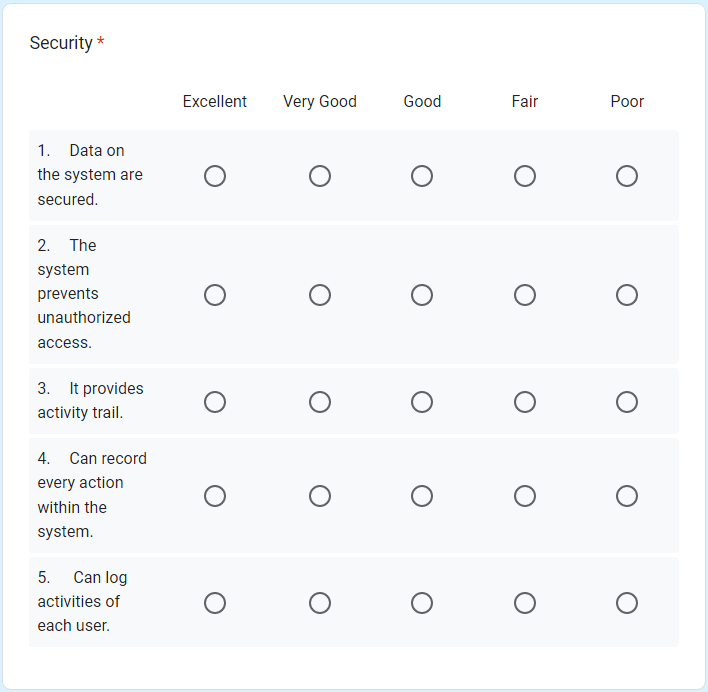 Security *
Excellent Very Good Good Fair Poor
1. Data on
the system are
secured.
2. The
system
prevents
unauthorized
access.
3. It provides
activity trail.
4. Can record
every action
within the
system.
5. Can log
activities of
each user.